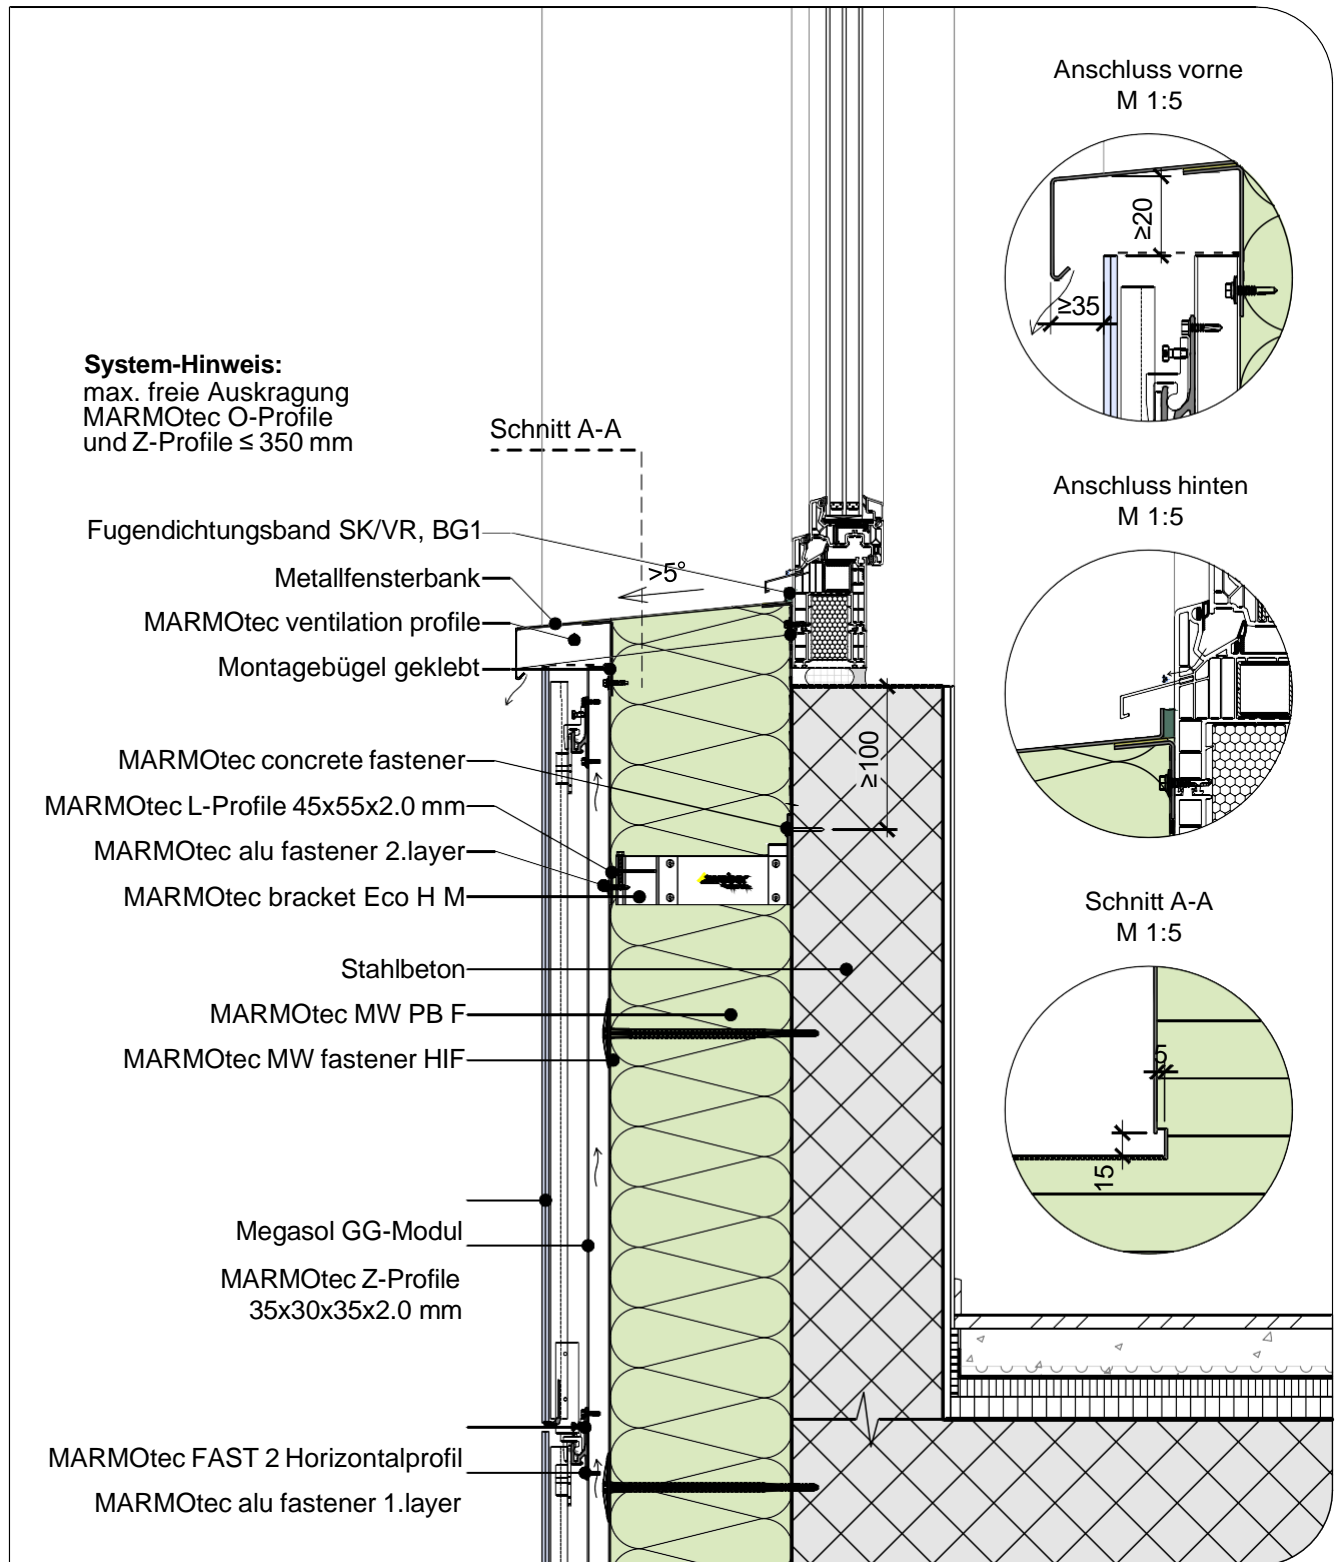 Anschluss vorne
M 1:5
≥20
≥35
System-Hinweis:
max. freie Auskragung
MARMOtec O-Profile
und Z-Profile ≤ 350 mm
Schnitt A-A
Anschluss hinten
M 1:5
Fugendichtungsband SK/VR, BG1
>5°
Metallfensterbank
MARMOtec ventilation profile
Montagebügel geklebt
≥100
MARMOtec concrete fastener
MARMOtec L-Profile 45x55x2.0 mm
MARMOtec alu fastener 2.layer
MARMOtec bracket Eco H M
Schnitt A-A
M 1:5
Stahlbeton
MARMOtec MW PB F
MARMOtec MW fastener HIF
5
15
Megasol GG-Modul
MARMOtec Z-Profile
35x30x35x2.0 mm
MARMOtec FAST 2 Horizontalprofil
MARMOtec alu fastener 1.layer